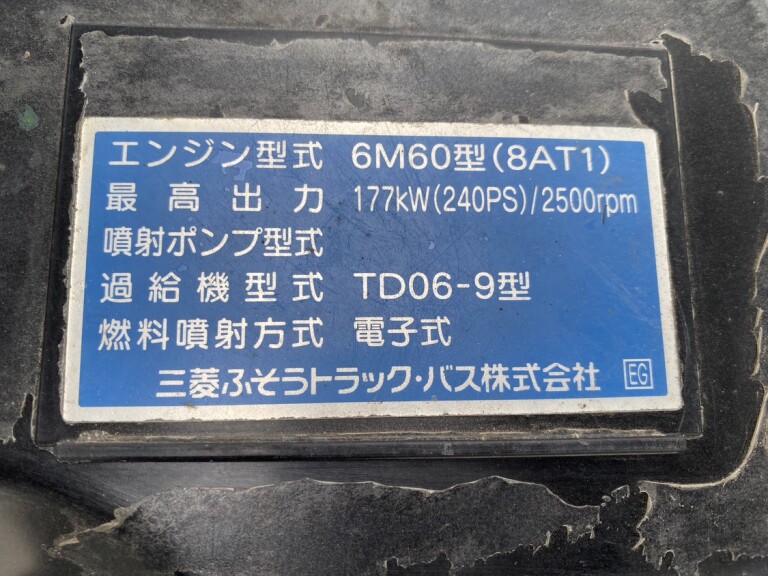 エンジン型式 6M60型(8AT1)
最高出力 177kW(240PS)/2500rpm
噴射ポンプ型式
過給機型式 TD06-9型
燃料噴射方式 電子式
三菱ふそうトラック・バス株式会社 EG